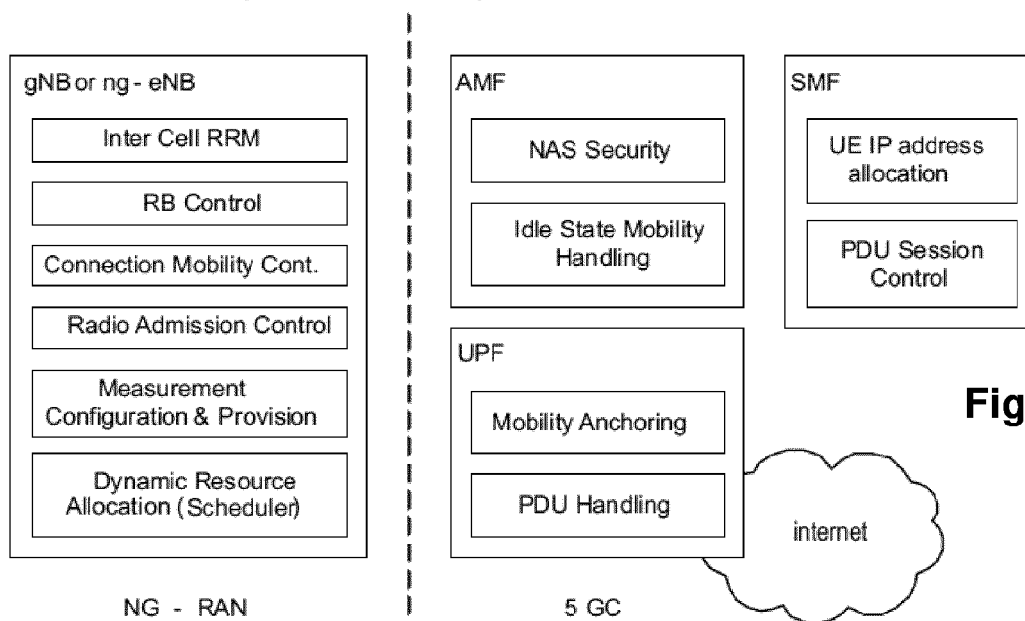 gNB or ng - eNB
Inter Cell RRM
RB Control
Connection Mobility Cont.
Radio Admission Control
Measurement
Configuration & Provision
Dynamic Resource
Allocation (Scheduler)
NG - RAN
AMF
NAS Security
Idle State Mobility
Handling
UPF
Mobility Anchoring
PDU Handling
5 GC
SMF
UE IP address
allocation
PDU Session
Control
Fig
internet